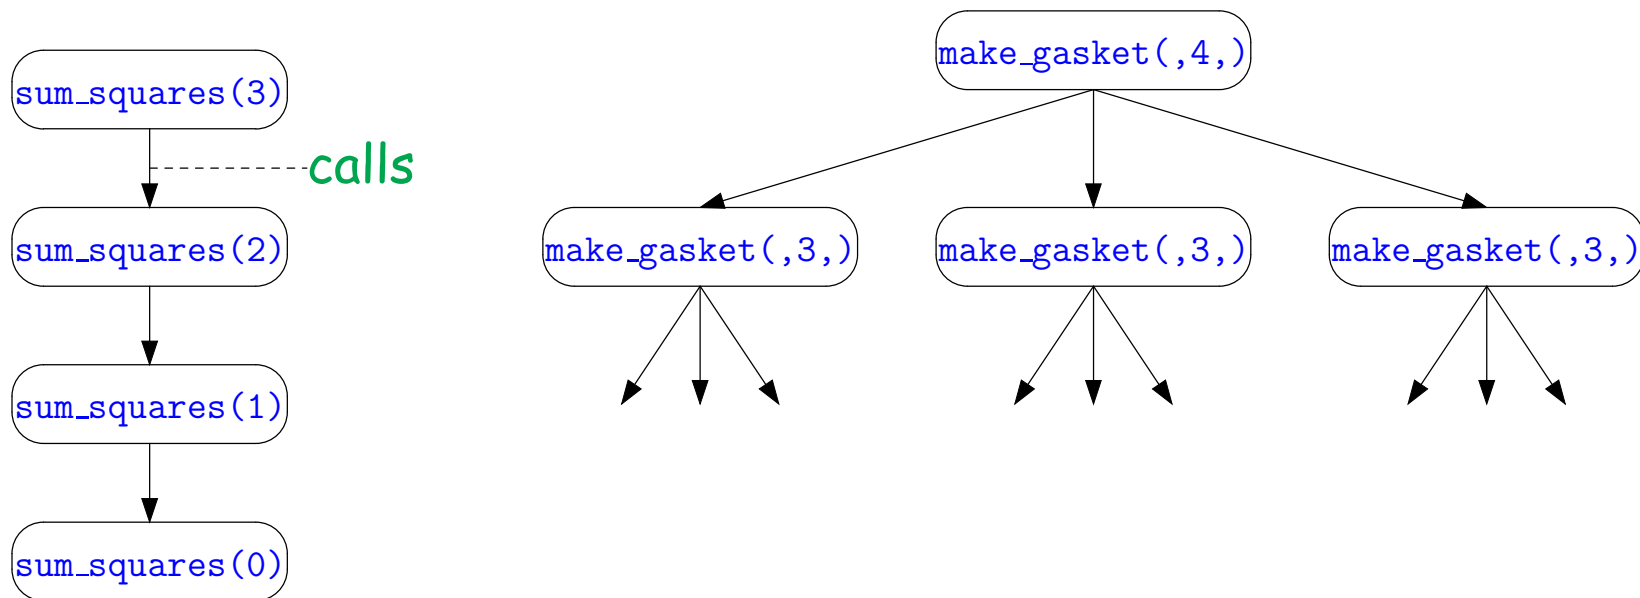 sum_squares(3)
calls
sum_squares(2)
sum_squares(1)
sum_squares(0)
make_gasket(,4,)
make_gasket(,3,)
make_gasket(,3,)
make_gasket(,3,)